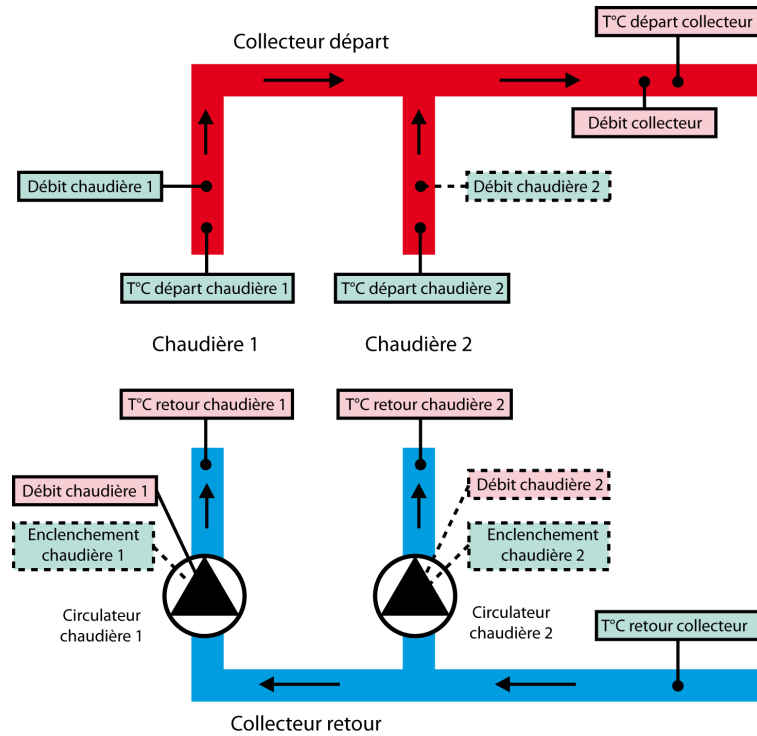 T°C départ collecteur
Collecteur départ
Débit collecteur
Débit chaudière 1
Débit chaudière 2
T°C départ chaudière 1
T°C départ chaudière 2
Chaudière 1
Chaudière 2
T°C retour chaudière 1
T°C retour chaudière 2
Débit chaudière 1
Débit chaudière 2
Enclenchement
chaudière 1
Enclenchement
chaudière 2
Circulateur
chaudière 1
Circulateur
chaudière 2
T°C retour collecteur
Collecteur retour